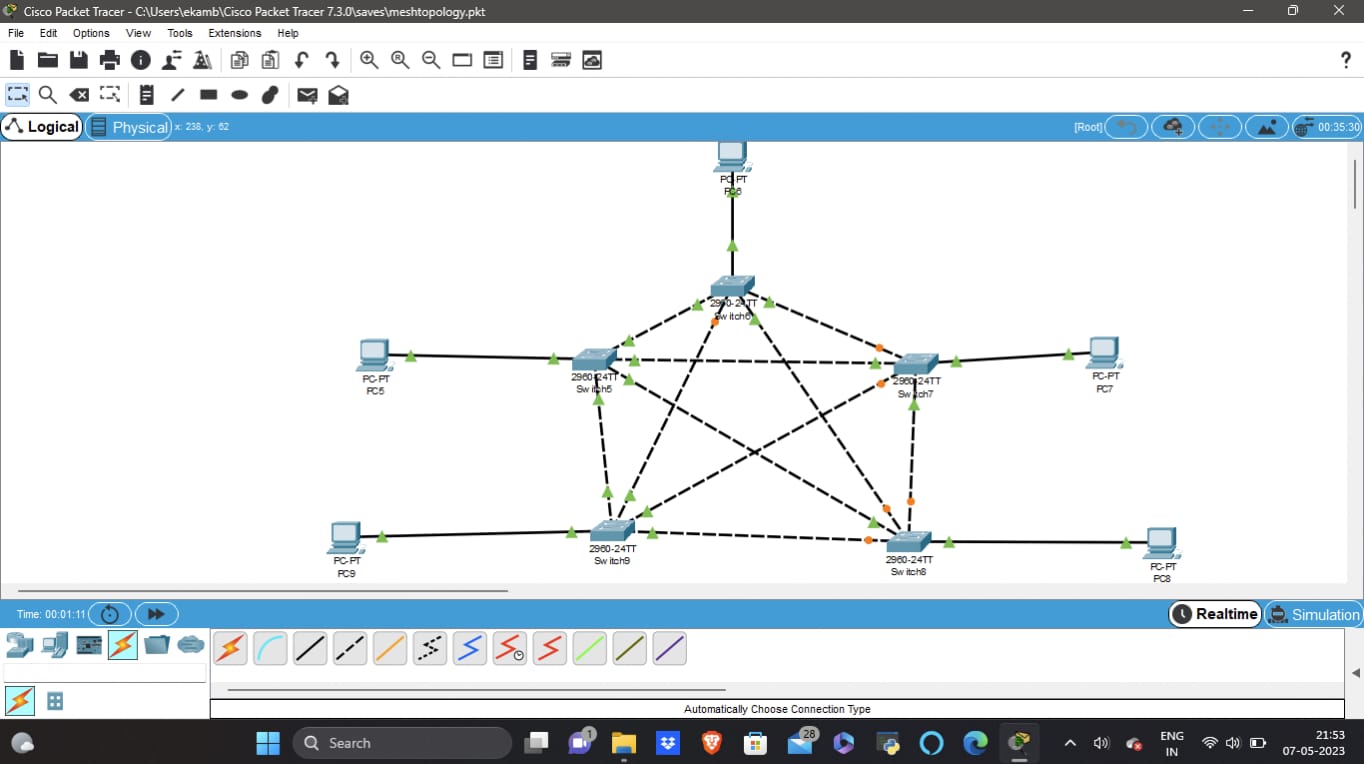 Cisco Packet Tracer - C:\Users\ekamb\Cisco Packet Tracer 7.3.0\saves\meshtopology.pkt
File Edit Options View Tools Extensions Help
?
Logical Physical x: 238, y: 62 [Root] 00:35:30
PC-PT
PC6
2960-24TT
Switch6
PC-PT
PC5
2960-24TT
Switch5
2960-24TT
Switch7
PC-PT
PC7
PC-PT
PC9
2960-24TT
Switch9
2960-24TT
Switch8
PC-PT
PC8
Time: 00:01:11 Realtime Simulation
Automatically Choose Connection Type
Search
1
28
ENG
IN
21:53
07-05-2023